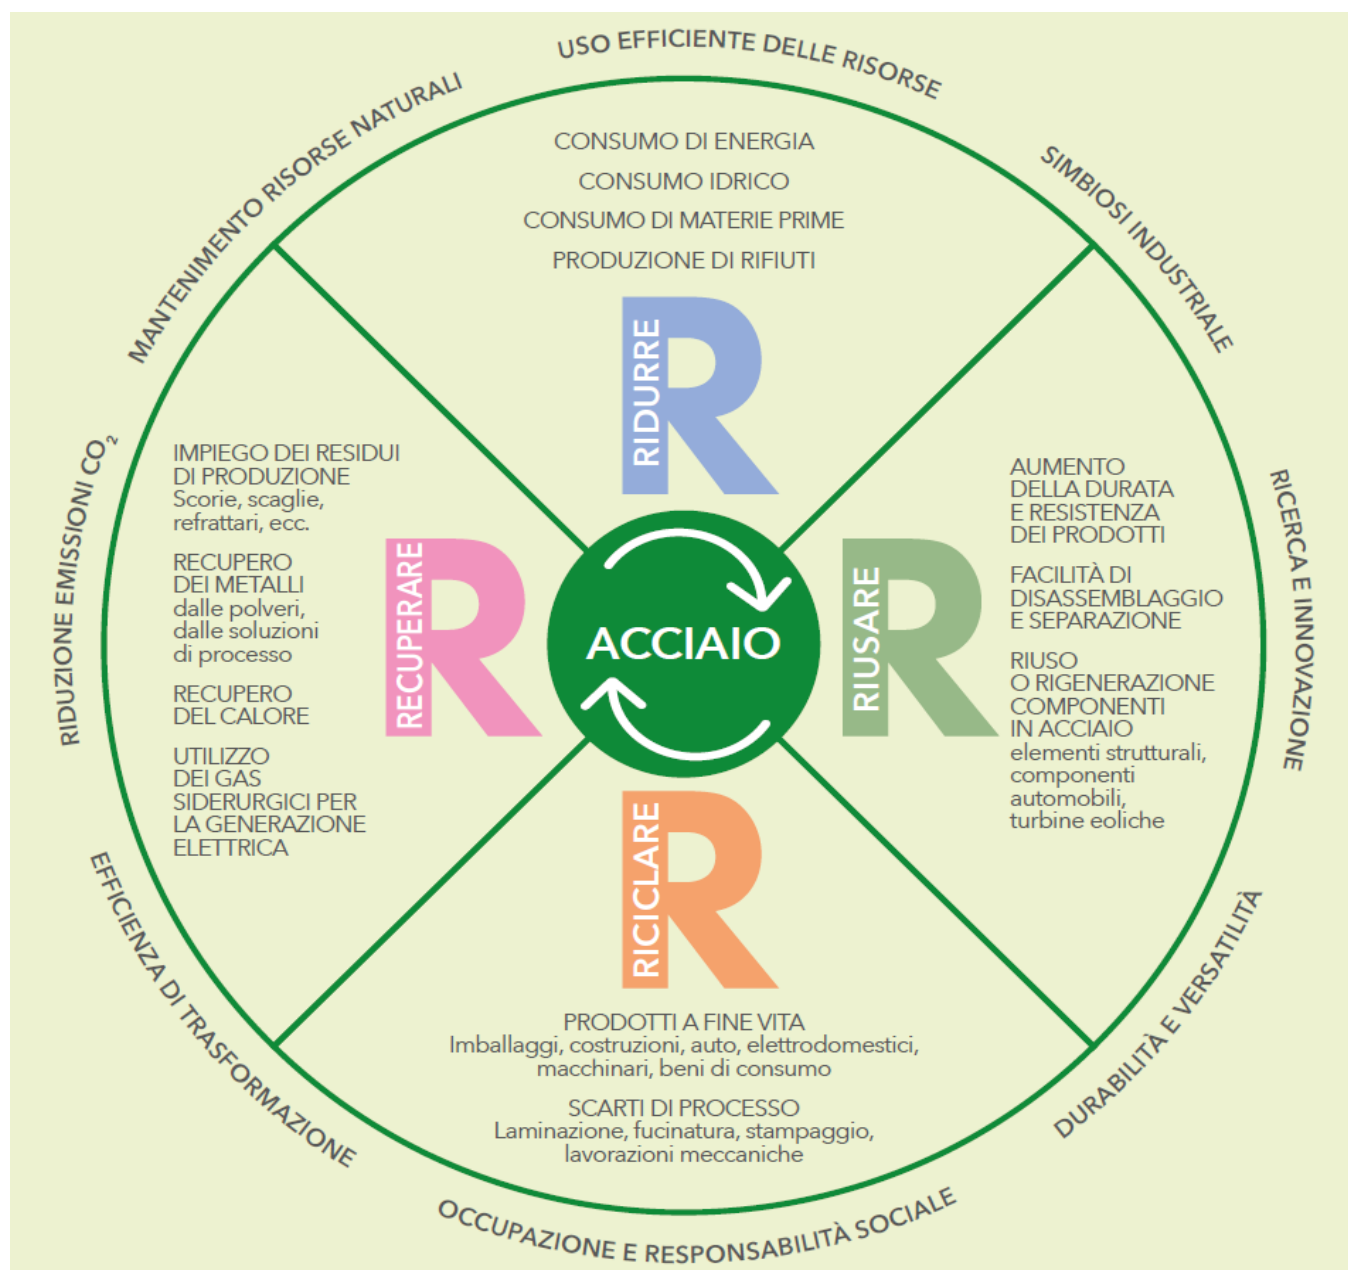 USO EFFICIENTE DELLE RISORSE
MANTENIMENTO RISORSE NATURALI
SIMBIOSI INDUSTRIALE
CONSUMO DI ENERGIA
CONSUMO IDRICO
CONSUMO DI MATERIE PRIME
PRODUZIONE DI RIFIUTI
RIDURRE
RIDUZIONE EMISSIONI CO₂
IMPIEGO DEI RESIDUI
DI PRODUZIONE
Scorie, scaglie,
refrattari, ecc.
RECUPERO
DEI METALLI
dalle polveri,
dalle soluzioni
di processo
RECUPERO
DEL CALORE
UTILIZZO
DEI GAS
SIDERURGICI PER
LA GENERAZIONE
ELETTRICA
RECUPERARE
ACCIAIO
RIUSARE
AUMENTO
DELLA DURATA
E RESISTENZA
DEI PRODOTTI
FACILITÀ DI
DISASSEMBLAGGIO
E SEPARAZIONE
RIUSO
O RIGENERAZIONE
COMPONENTI
IN ACCIAIO
elementi strutturali,
componenti
automobili,
turbine eoliche
RICERCA E INNOVAZIONE
RICICLARE
PRODOTTI A FINE VITA
Imballaggi, costruzioni, auto, elettrodomestici,
macchinari, beni di consumo
SCARTI DI PROCESSO
Laminazione, fucinatura, stampaggio,
lavorazioni meccaniche
EFFICIENZA DI TRASFORMAZIONE
DURABILITÀ E VERSATILITÀ
OCCUPAZIONE E RESPONSABILITÀ SOCIALE